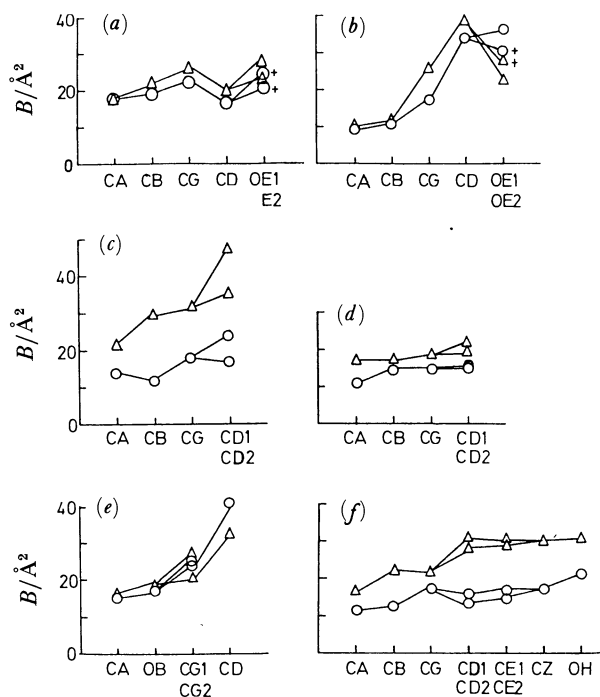 (a)
(b)
B/Å²
40
20
0
+
+
+
+
CA CB CG CD OE1
E2
CA CB CG CD OE1
OE2
(c)
(d)
B/Å²
40
20
0
CA CB CG CD1
CD2
CA CB CG CD1
CD2
(e)
(f)
B/Å²
40
20
0
CA OB CG1 CD
CG2
CA CB CG CD1 CE1 CZ OH
CD2 CE2